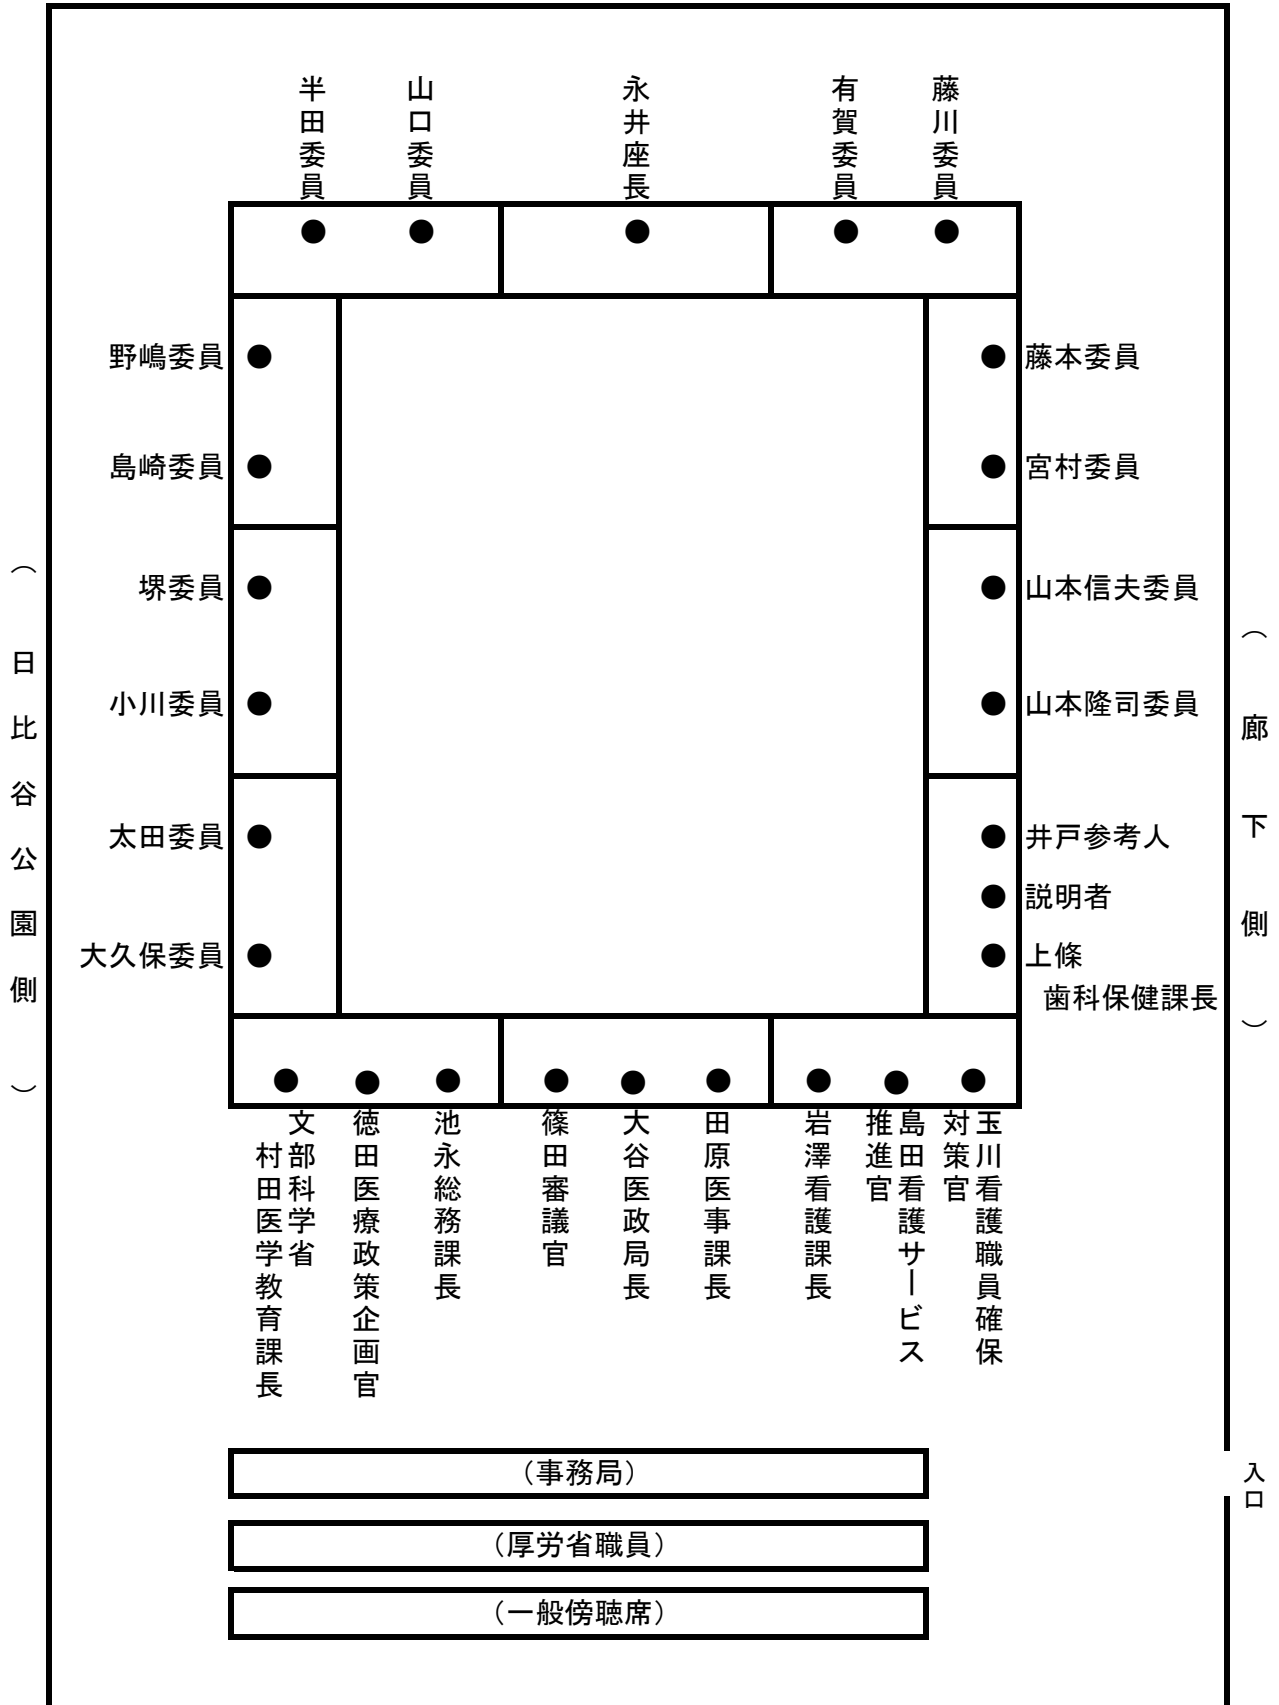 半田委員
山口委員
永井座長
有賀委員
藤川委員
野嶋委員
藤本委員
島崎委員
宮村委員
堺委員
山本信夫委員
小川委員
山本隆司委員
太田委員
井戸参考人
説明者
大久保委員
上條
歯科保健課長
（日比谷公園側）
（廊下側）
文部科学省
村田医学教育課長
徳田医療政策企画官
池永総務課長
篠田審議官
大谷医政局長
田原医事課長
岩澤看護課長
島田看護サービス
推進官
玉川看護職員確保
対策官
（事務局）
入口
（厚労省職員）
（一般傍聴席）